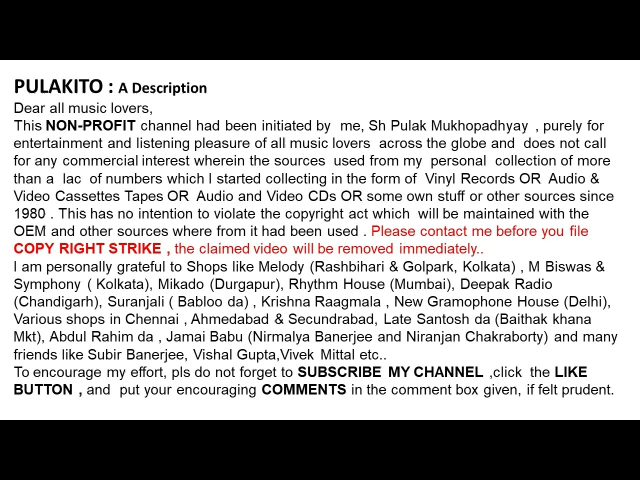 PULAKITO : A Description
Dear all music lovers,
This NON-PROFIT channel had been initiated by me, Sh Pulak Mukhopadhyay , purely for
entertainment and listening pleasure of all music lovers across the globe and does not call
for any commercial interest wherein the sources used from my personal collection of more
than a lac of numbers which I started collecting in the form of Vinyl Records OR Audio &
Video Cassettes Tapes OR Audio and Video CDs OR some own stuff or other sources since
1980 . This has no intention to violate the copyright act which will be maintained with the
OEM and other sources where from it had been used . Please contact me before you file
COPY RIGHT STRIKE , the claimed video will be removed immediately..
I am personally grateful to Shops like Melody (Rashbihari & Golpark, Kolkata) , M Biswas &
Symphony ( Kolkata), Mikado (Durgapur), Rhythm House (Mumbai), Deepak Radio
(Chandigarh), Suranjali ( Babloo da) , Krishna Raagmala , New Gramophone House (Delhi),
Various shops in Chennai , Ahmedabad & Secundrabad, Late Santosh da (Baithak khana
Mkt), Abdul Rahim da , Jamai Babu (Nirmalya Banerjee and Niranjan Chakraborty) and many
friends like Subir Banerjee, Vishal Gupta,Vivek Mittal etc..
To encourage my effort, pls do not forget to SUBSCRIBE MY CHANNEL ,click the LIKE
BUTTON , and put your encouraging COMMENTS in the comment box given, if felt prudent.